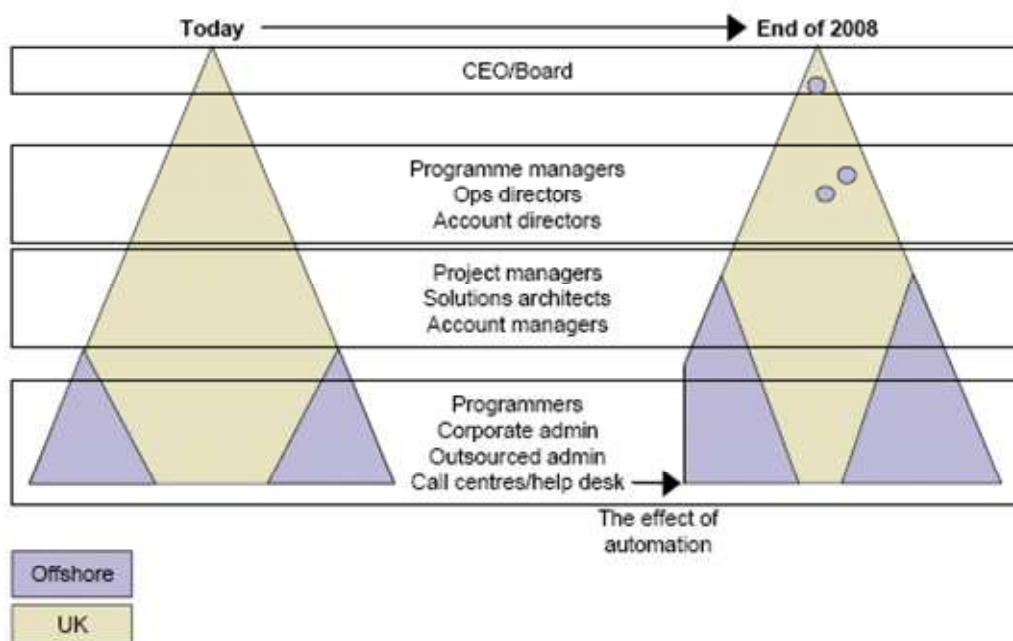 Today
End of 2008
CEO/Board
Programme managers
Ops directors
Account directors
Project managers
Solutions architects
Account managers
Programmers
Corporate admin
Outsourced admin
Call centres/help desk
The effect of
automation
Offshore
UK